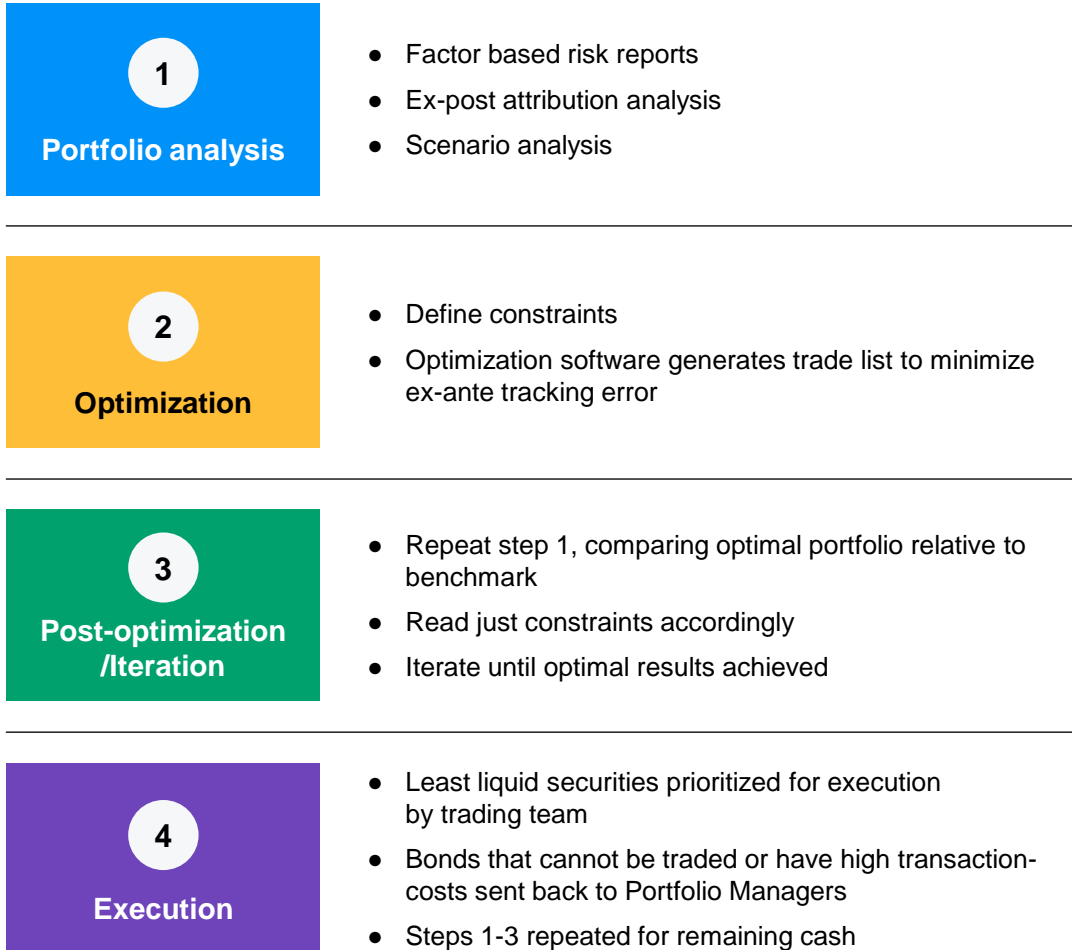 1
Portfolio analysis
● Factor based risk reports
● Ex-post attribution analysis
● Scenario analysis
2
Optimization
● Define constraints
● Optimization software generates trade list to minimize
ex-ante tracking error
3
Post-optimization
/Iteration
● Repeat step 1, comparing optimal portfolio relative to
benchmark
● Read just constraints accordingly
● Iterate until optimal results achieved
4
Execution
● Least liquid securities prioritized for execution
by trading team
● Bonds that cannot be traded or have high transaction-
costs sent back to Portfolio Managers
● Steps 1-3 repeated for remaining cash